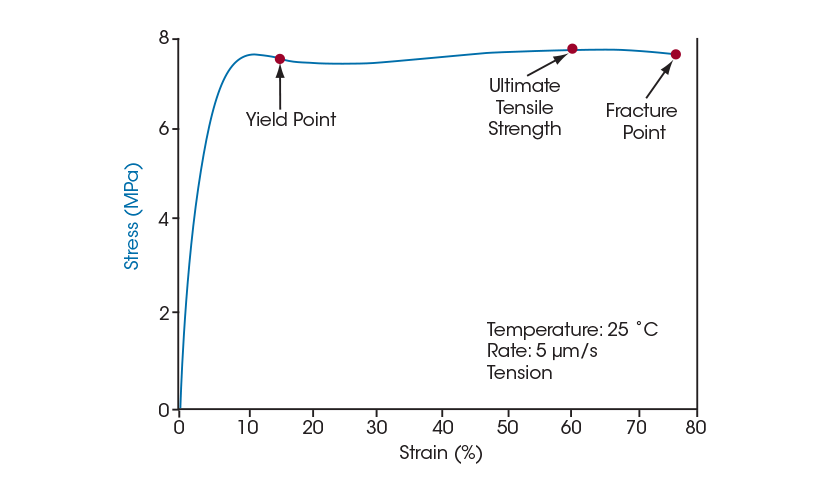 8
6
4
2
0
Stress (MPa)
Yield Point
Ultimate
Tensile
Strength
Fracture
Point
Temperature: 25 °C
Rate: 5 µm/s
Tension
0 10 20 30 40 50 60 70 80
Strain (%)